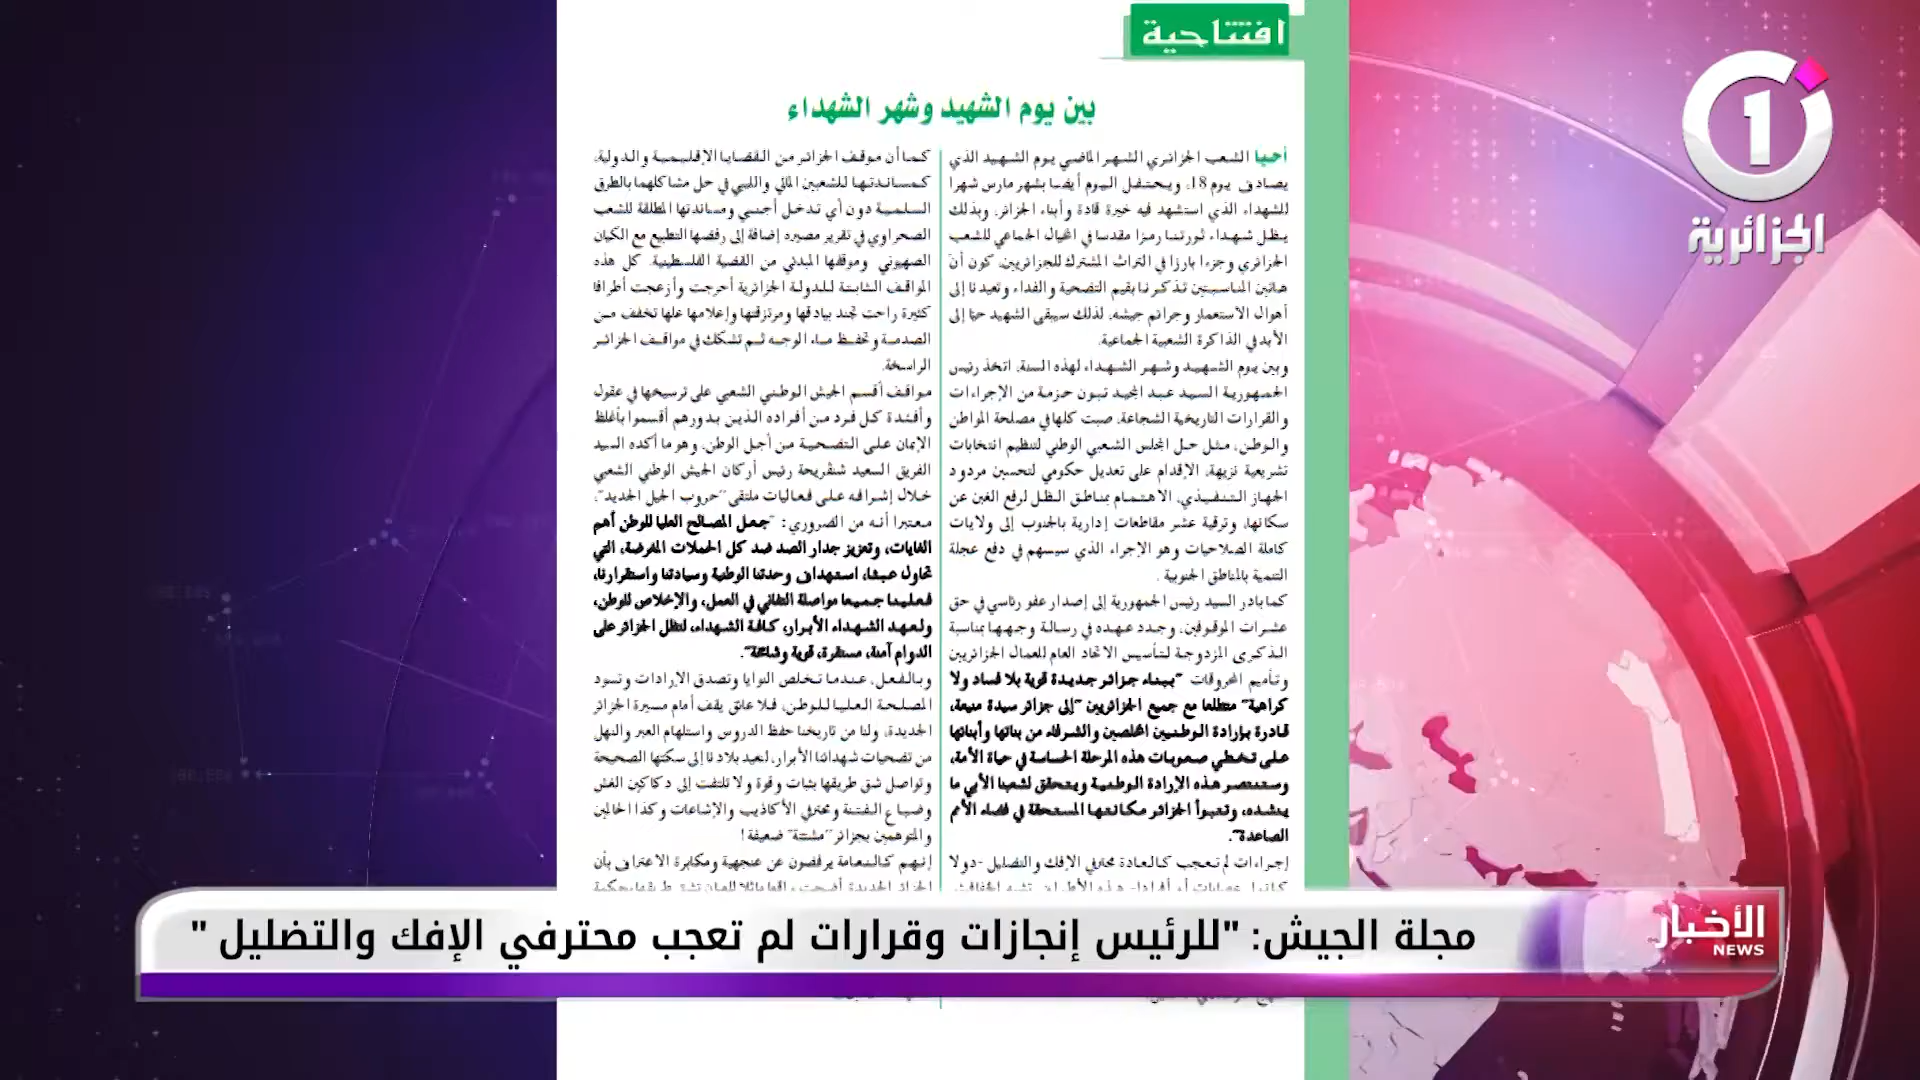 افتتاحية
بين يوم الشهيد وشهر الشهداء
أحيا الشعب الجزائري الشهر الماضي يوم الشهيد الذي
يصادف يوم 18، ويحتفل اليوم أيضا بشهر مارس شهرا
للشهداء الذي استشهد فيه خيرة قادة وأبناء الجزائر، وبذلك
يظل شهداء ثورتنا رمزا مقدسا في المخيال الجماعي للشعب
الجزائري وجزءا بارزا في التراث المشترك للجزائريين، كون أن
هاتين المناسبتين تذكرنا بقيم التضحية والفداء وتعيدنا إلى
أهوال الاستعمار وجرائم جيشه، لذلك سيبقى الشهيد حيا إلى
الأبد في الذاكرة الشعبية الجماعية.
وبين يوم الشهيد وشهر الشهداء لهذه السنة، اتخذ رئيس
الجمهورية السيد عبد المجيد تبون حزمة من الإجراءات
والقرارات التاريخية الشجاعة، صبت كلها في مصلحة المواطن
والوطن، مثل حل المجلس الشعبي الوطني لتنظيم انتخابات
تشريعية نزيهة، الإقدام على تعديل حكومي لتحسين مردود
الجهاز التنفيذي، الاهتمام بمناطق الظل لرفع الغبن عن
سكانها، وترقية عشر مقاطعات إدارية بالجنوب إلى ولايات
كاملة الصلاحيات وهو الإجراء الذي سيسهم في دفع عجلة
التنمية بالمناطق الجنوبية .
كما بادر السيد رئيس الجمهورية إلى إصدار عفو رئاسي في حق
عشرات الموقوفين، وجدد عهده في رسالة وجهها بمناسبة
الذكرى المزدوجة لتأسيس الاتحاد العام للعمال الجزائريين
وتأميم المحروقات "ببناء جزائر جديدة قوية بلا فساد ولا
كراهية" متطلعا مع جميع الجزائريين "إلى جزائر سيدة منيعة،
قادرة بإرادة الوطنيين المخلصين والشرفاء من بناتها وأبنائها
على تخطي صعوبات هذه المرحلة الحساسة في حياة الأمة،
وستنتصر هذه الإرادة الوطنية ويتحقق لشعبنا الأبي ما
ينشده، وتتبوأ الجزائر مكانتها المستحقة في فضاء الأمم
الصاعدة".
إجراءات لم تعجب كالعادة محترفي الإفك والتضليل -دولا
كما أن موقف الجزائر من القضايا الإقليمية والدولية،
كمساندتها للشعبين المالي والليبي في حل مشاكلهما بالطرق
السلمية دون أي تدخل أجنبي ومساندتها المطلقة للشعب
الصحراوي في تقرير مصيره إضافة إلى رفضها التطبيع مع الكيان
الصهيوني وموقفها المبدئي من القضية الفلسطينية. كل هذه
المواقف الثابتة للدولة الجزائرية أحرجت وأزعجت أطرافا
كثيرة راحت تجند بيادقها ومرتزقتها وإعلامها علها تخفف من
الصدمة وتحفظ ماء الوجه ثم تشكك في مواقف الجزائر
الراسخة.
مواقف أقسم الجيش الوطني الشعبي على ترسيخها في عقول
وأفئدة كل فرد من أفراده الذين بدورهم أقسموا بأغلظ
الإيمان على التضحية من أجل الوطن، وهو ما أكده السيد
الفريق السعيد شنقريحة رئيس أركان الجيش الوطني الشعبي
خلال إشرافه على فعاليات ملتقى "حروب الجيل الجديد"،
معتبرا أنه من الضروري: "جعل المصالح العليا للوطن أهم
الغايات، وتعزيز جدار الصد ضد كل الحملات المغرضة، التي
تحاول عبثا، استهداف وحدتنا الوطنية وسيادتنا واستقرارنا،
فعلينا جميعا مواصلة التفاني في العمل، والإخلاص للوطن،
ولعهد الشهداء الأبرار، كافة الشهداء، لتظل الجزائر على
الدوام آمنة، مستقرة، قوية وشامخة".
وبالفعل، عندما تخلص النوايا وتصدق الإرادات وتسود
المصلحة العليا للوطن، فلا عائق يقف أمام مسيرة الجزائر
الجديدة، ولنا من تاريخنا حفظ الدروس واستلهام العبر والنهل
من تضحيات شهدائنا الأبرار، لنعيد بلادنا إلى سكتها الصحيحة
وتواصل شق طريقها بثبات وقوة ولا تلتفت إلى دكاكين الغش
وضباع الفتنة ومحترفي الأكاذيب والإشاعات وكذا الحالمين
والمتوهمين بجزائر "مشتتة" ضعيفة !
إنهم كالنعامة يرفضون عن عنجهية ومكابرة الاعتراف بأن
1
الجزائرية
مجلة الجيش: "للرئيس إنجازات وقرارات لم تعجب محترفي الإفك والتضليل "
الأخبار
NEWS